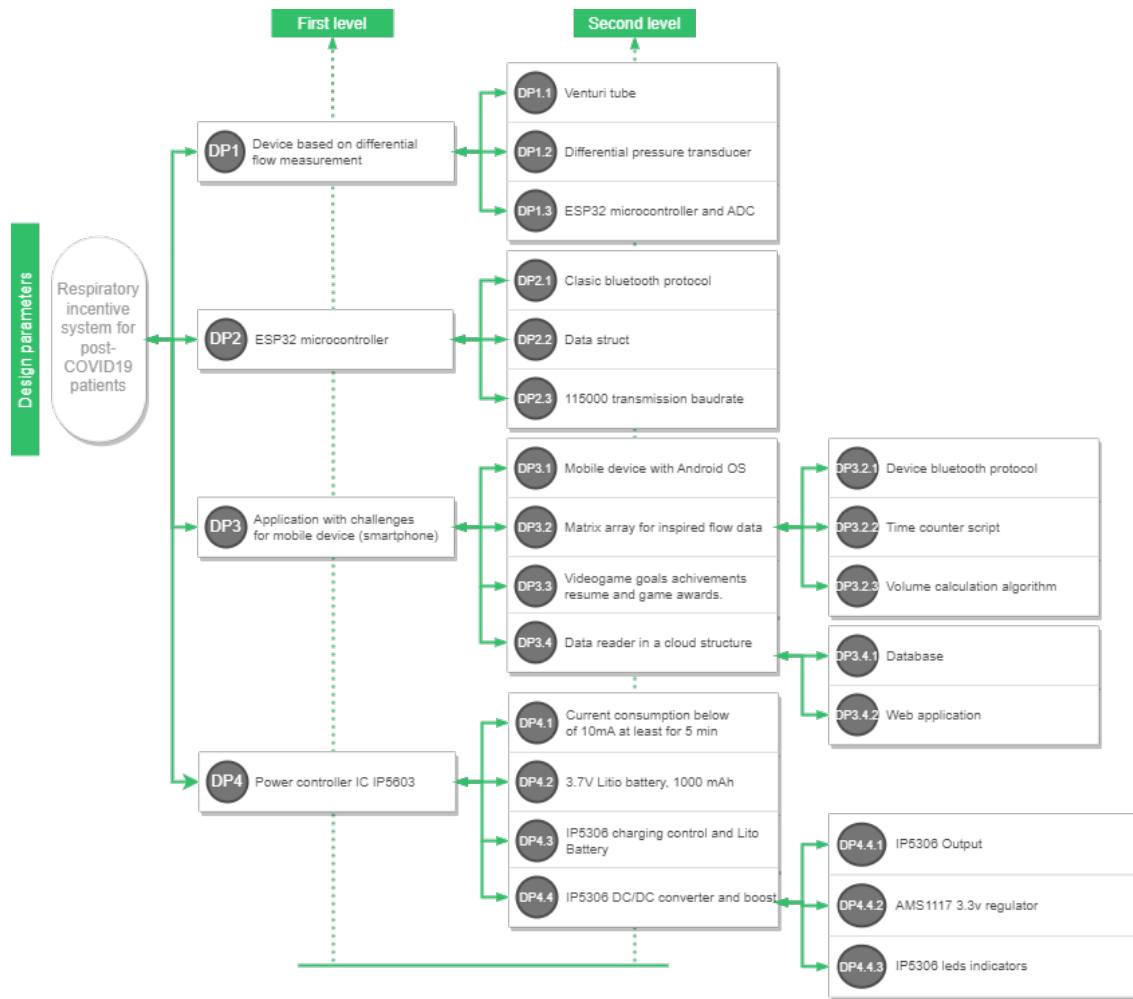 First level
Second level
Design parameters
Respiratory
incentive
system for
post-
COVID19
patients
DP1
Device based on differential
flow measurement
DP1.1
Venturi tube
DP1.2
Differential pressure transducer
DP1.3
ESP32 microcontroller and ADC
DP2
ESP32 microcontroller
DP2.1
Clasic bluetooth protocol
DP2.2
Data struct
DP2.3
115000 transmission baudrate
DP3
Application with challenges
for mobile device (smartphone)
DP3.1
Mobile device with Android OS
DP3.2
Matrix array for inspired flow data
DP3.2.1
Device bluetooth protocol
DP3.2.2
Time counter script
DP3.2.3
Volume calculation algorithm
DP3.3
Videogame goals achivements
resume and game awards.
DP3.4
Data reader in a cloud structure
DP3.4.1
Database
DP3.4.2
Web application
DP4
Power controller IC IP5603
DP4.1
Current consumption below
of 10mA at least for 5 min
DP4.2
3.7V Litio battery, 1000 mAh
DP4.3
IP5306 charging control and Lito
Battery
DP4.4
IP5306 DC/DC converter and boost
DP4.4.1
IP5306 Output
DP4.4.2
AMS1117 3.3v regulator
DP4.4.3
IP5306 leds indicators